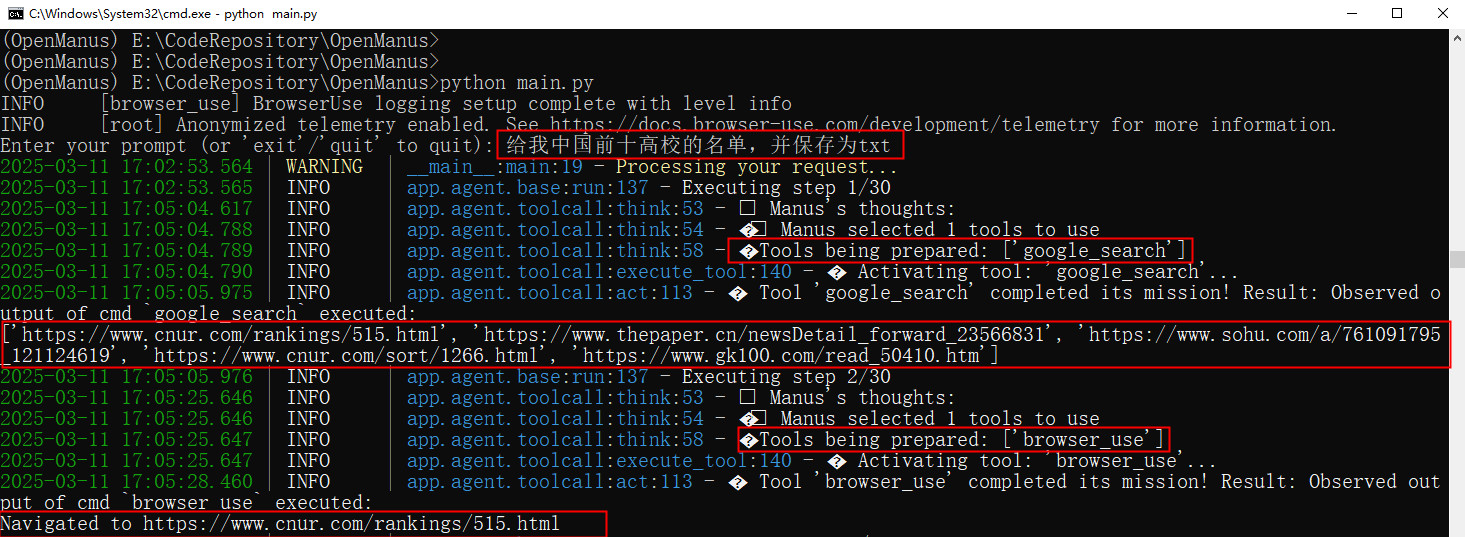 C:\Windows\System32\cmd.exe - python  main.py
(OpenManus) E:\CodeRepository\OpenManus>
(OpenManus) E:\CodeRepository\OpenManus>
(OpenManus) E:\CodeRepository\OpenManus>python main.py
INFO     [browser_use] BrowserUse logging setup complete with level info
INFO     [root] Anonymized telemetry enabled. See https://docs.browser-use.com/development/telemetry for more information.
Enter your prompt (or 'exit'/'quit' to quit): 给我中国前十高校的名单，并保存为txt
2025-03-11 17:02:53.564 | WARNING  | __main__:main:19 - Processing your request...
2025-03-11 17:02:53.565 | INFO     | app.agent.base:run:137 - Executing step 1/30
2025-03-11 17:05:04.617 | INFO     | app.agent.toolcall:think:53 - □ Manus's thoughts:
2025-03-11 17:05:04.788 | INFO     | app.agent.toolcall:think:54 - �□ Manus selected 1 tools to use
2025-03-11 17:05:04.789 | INFO     | app.agent.toolcall:think:58 - �Tools being prepared: ['google_search']
2025-03-11 17:05:04.790 | INFO     | app.agent.toolcall:execute_tool:140 - � Activating tool: 'google_search'...
2025-03-11 17:05:05.975 | INFO     | app.agent.toolcall:act:113 - � Tool 'google_search' completed its mission! Result: Observed o
utput of cmd `google_search` executed:
['https://www.cnur.com/rankings/515.html', 'https://www.thepaper.cn/newsDetail_forward_23566831', 'https://www.sohu.com/a/761091795
_121124619', 'https://www.cnur.com/sort/1266.html', 'https://www.gk100.com/read_50410.htm']
2025-03-11 17:05:05.976 | INFO     | app.agent.base:run:137 - Executing step 2/30
2025-03-11 17:05:25.646 | INFO     | app.agent.toolcall:think:53 - □ Manus's thoughts:
2025-03-11 17:05:25.646 | INFO     | app.agent.toolcall:think:54 - �□ Manus selected 1 tools to use
2025-03-11 17:05:25.647 | INFO     | app.agent.toolcall:think:58 - �Tools being prepared: ['browser_use']
2025-03-11 17:05:25.647 | INFO     | app.agent.toolcall:execute_tool:140 - � Activating tool: 'browser_use'...
2025-03-11 17:05:28.460 | INFO     | app.agent.toolcall:act:113 - � Tool 'browser_use' completed its mission! Result: Observed out
put of cmd `browser_use` executed:
Navigated to https://www.cnur.com/rankings/515.html